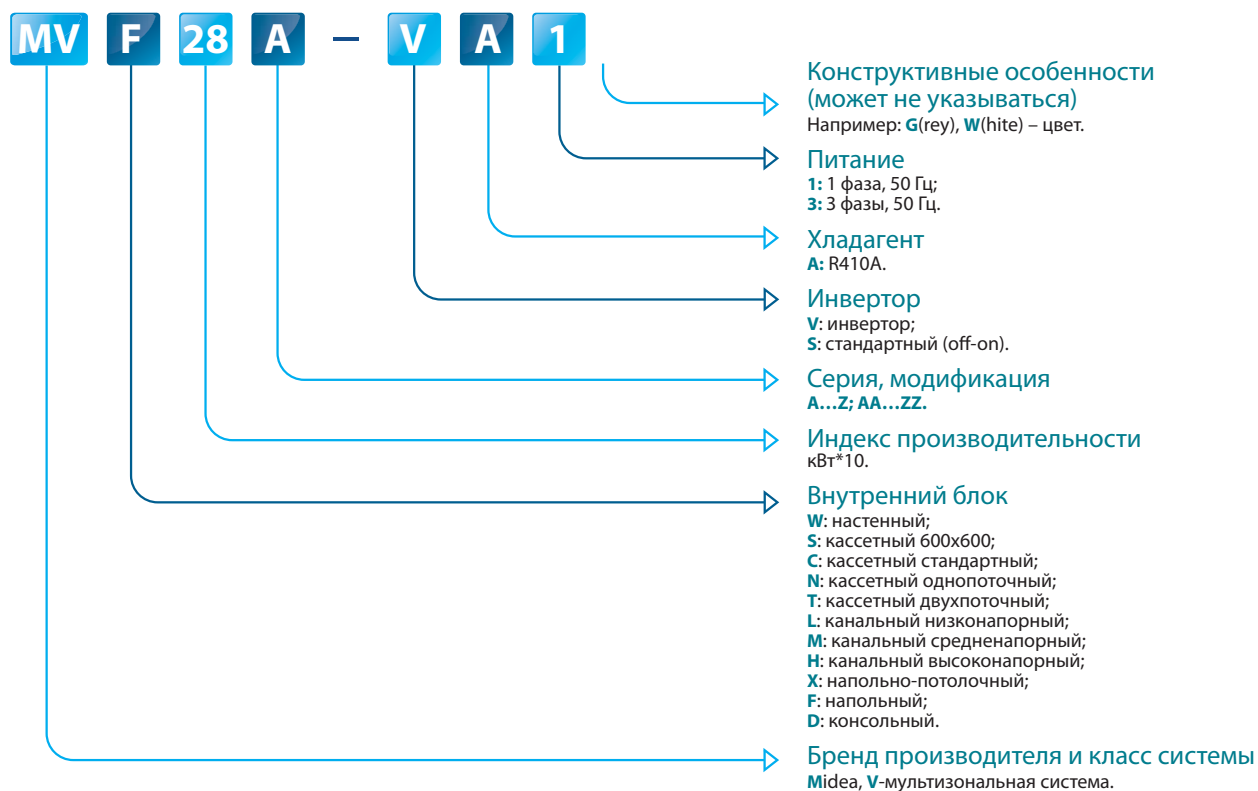 MV F 28 A – V A 1
Конструктивные особенности
(может не указываться)
Например: G(rey), W(hite) – цвет.
Питание
1: 1 фаза, 50 Гц;
3: 3 фазы, 50 Гц.
Хладагент
A: R410A.
Инвертор
V: инвертор;
S: стандартный (off-on).
Серия, модификация
A…Z; AA…ZZ.
Индекс производительности
кВт*10.
Внутренний блок
W: настенный;
S: кассетный 600x600;
C: кассетный стандартный;
N: кассетный однопоточный;
T: кассетный двухпоточный;
L: канальный низконапорный;
M: канальный средненапорный;
H: канальный высоконапорный;
X: напольно-потолочный;
F: напольный;
D: консольный.
Бренд производителя и класс системы
Midea, V-мультизональная система.